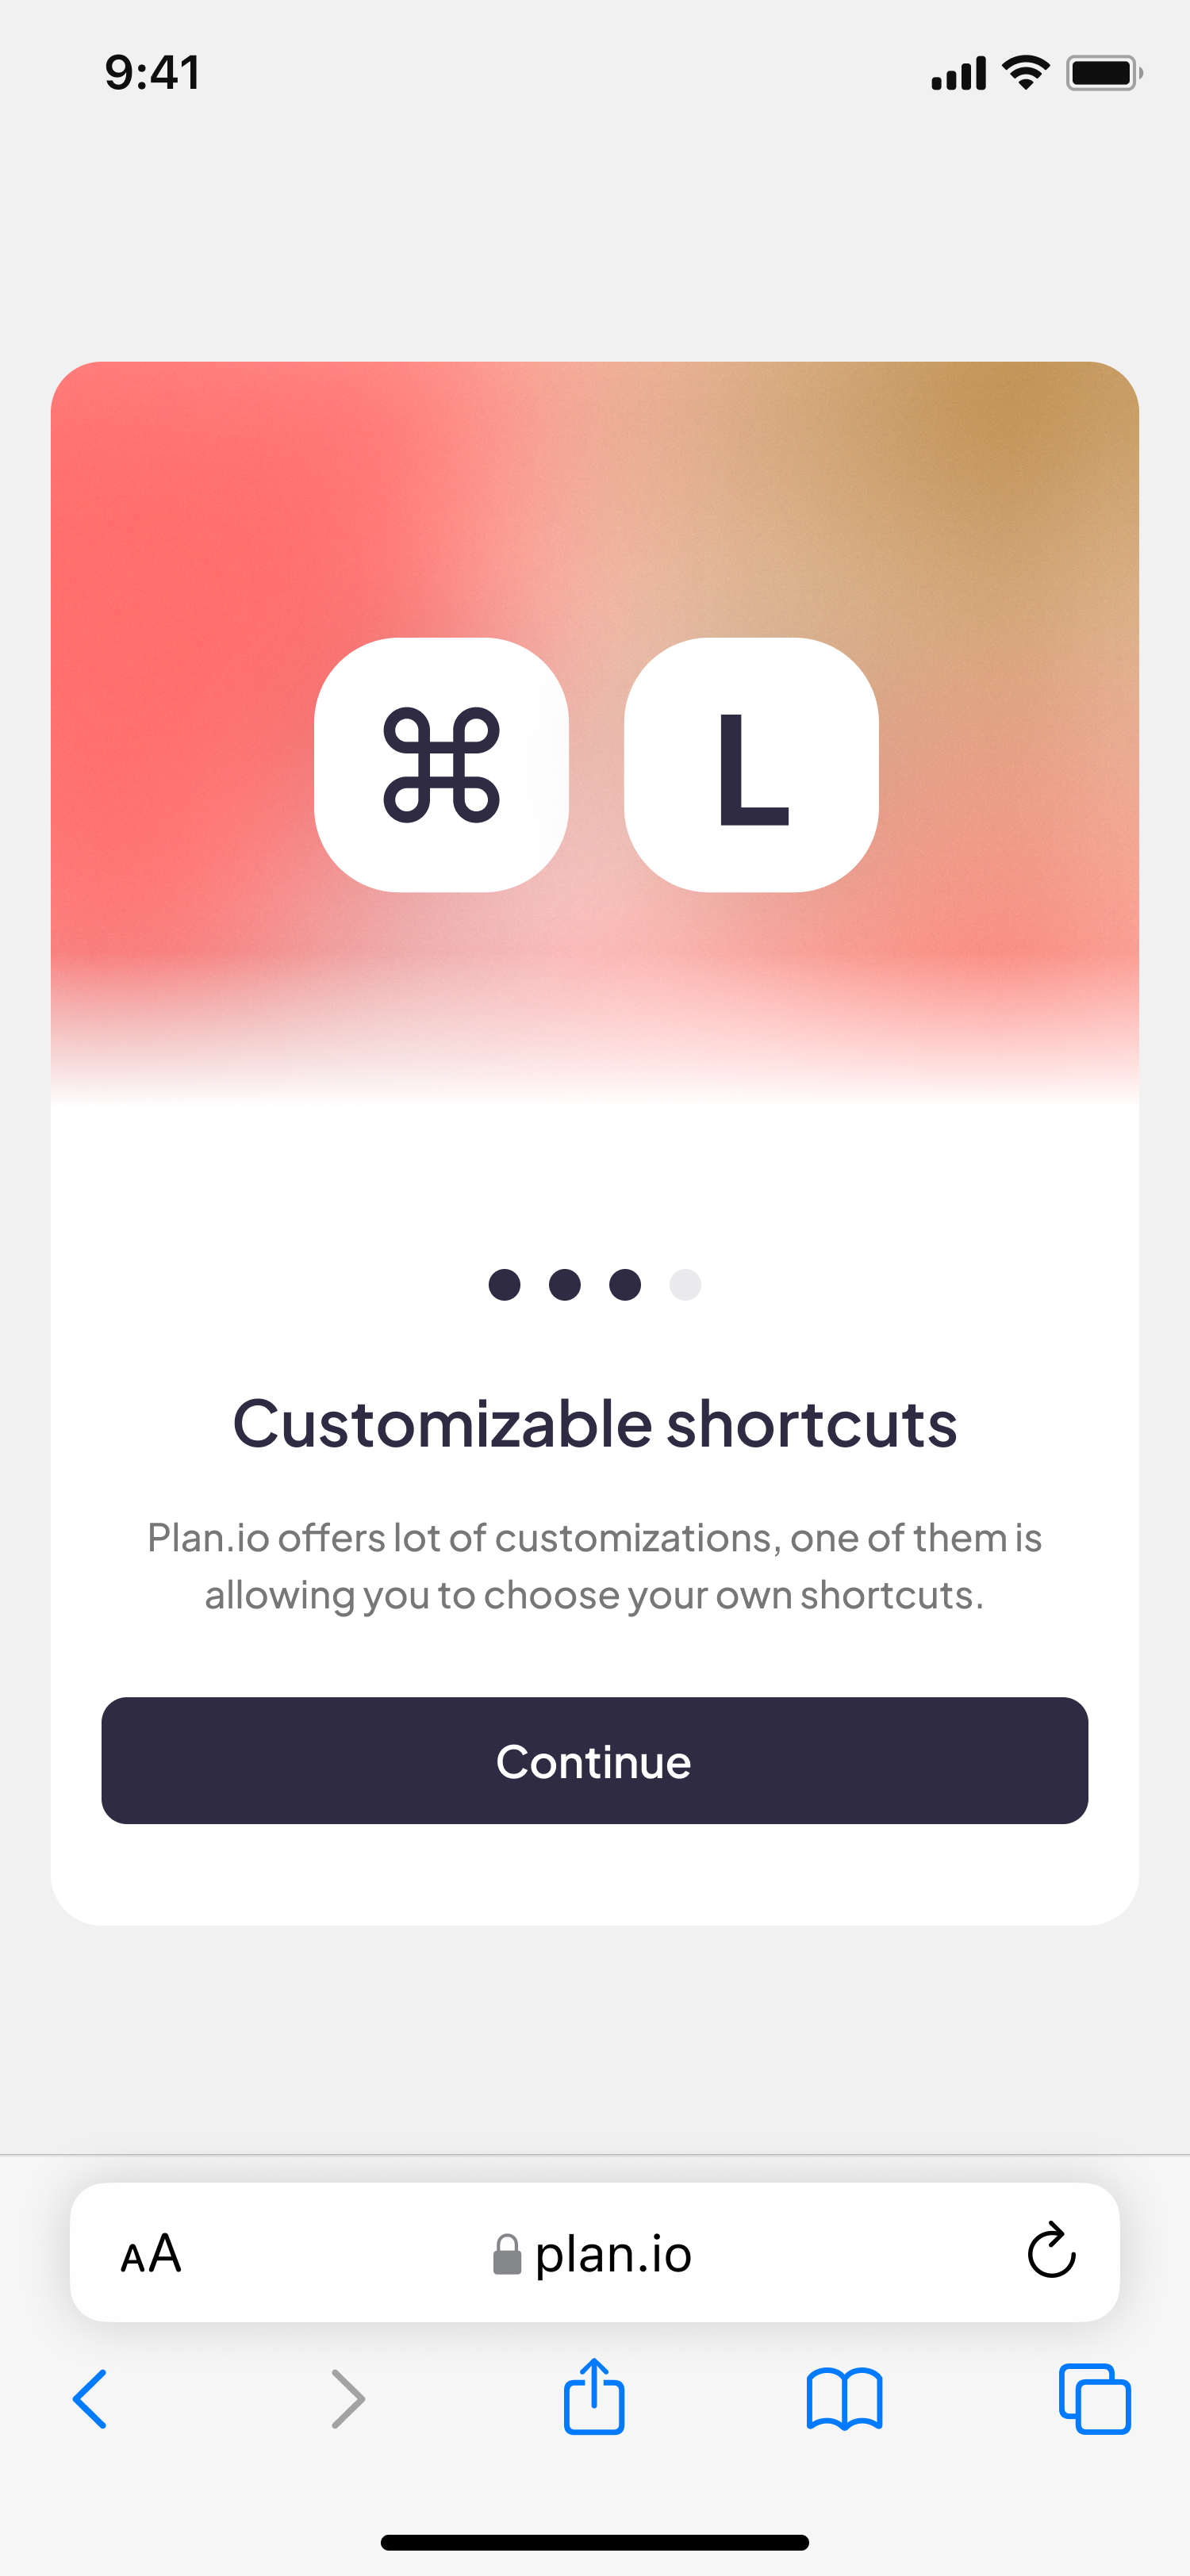 9:41
⌘ L
Customizable shortcuts
Plan.io offers lot of customizations, one of them is
allowing you to choose your own shortcuts.
Continue
AA plan.io